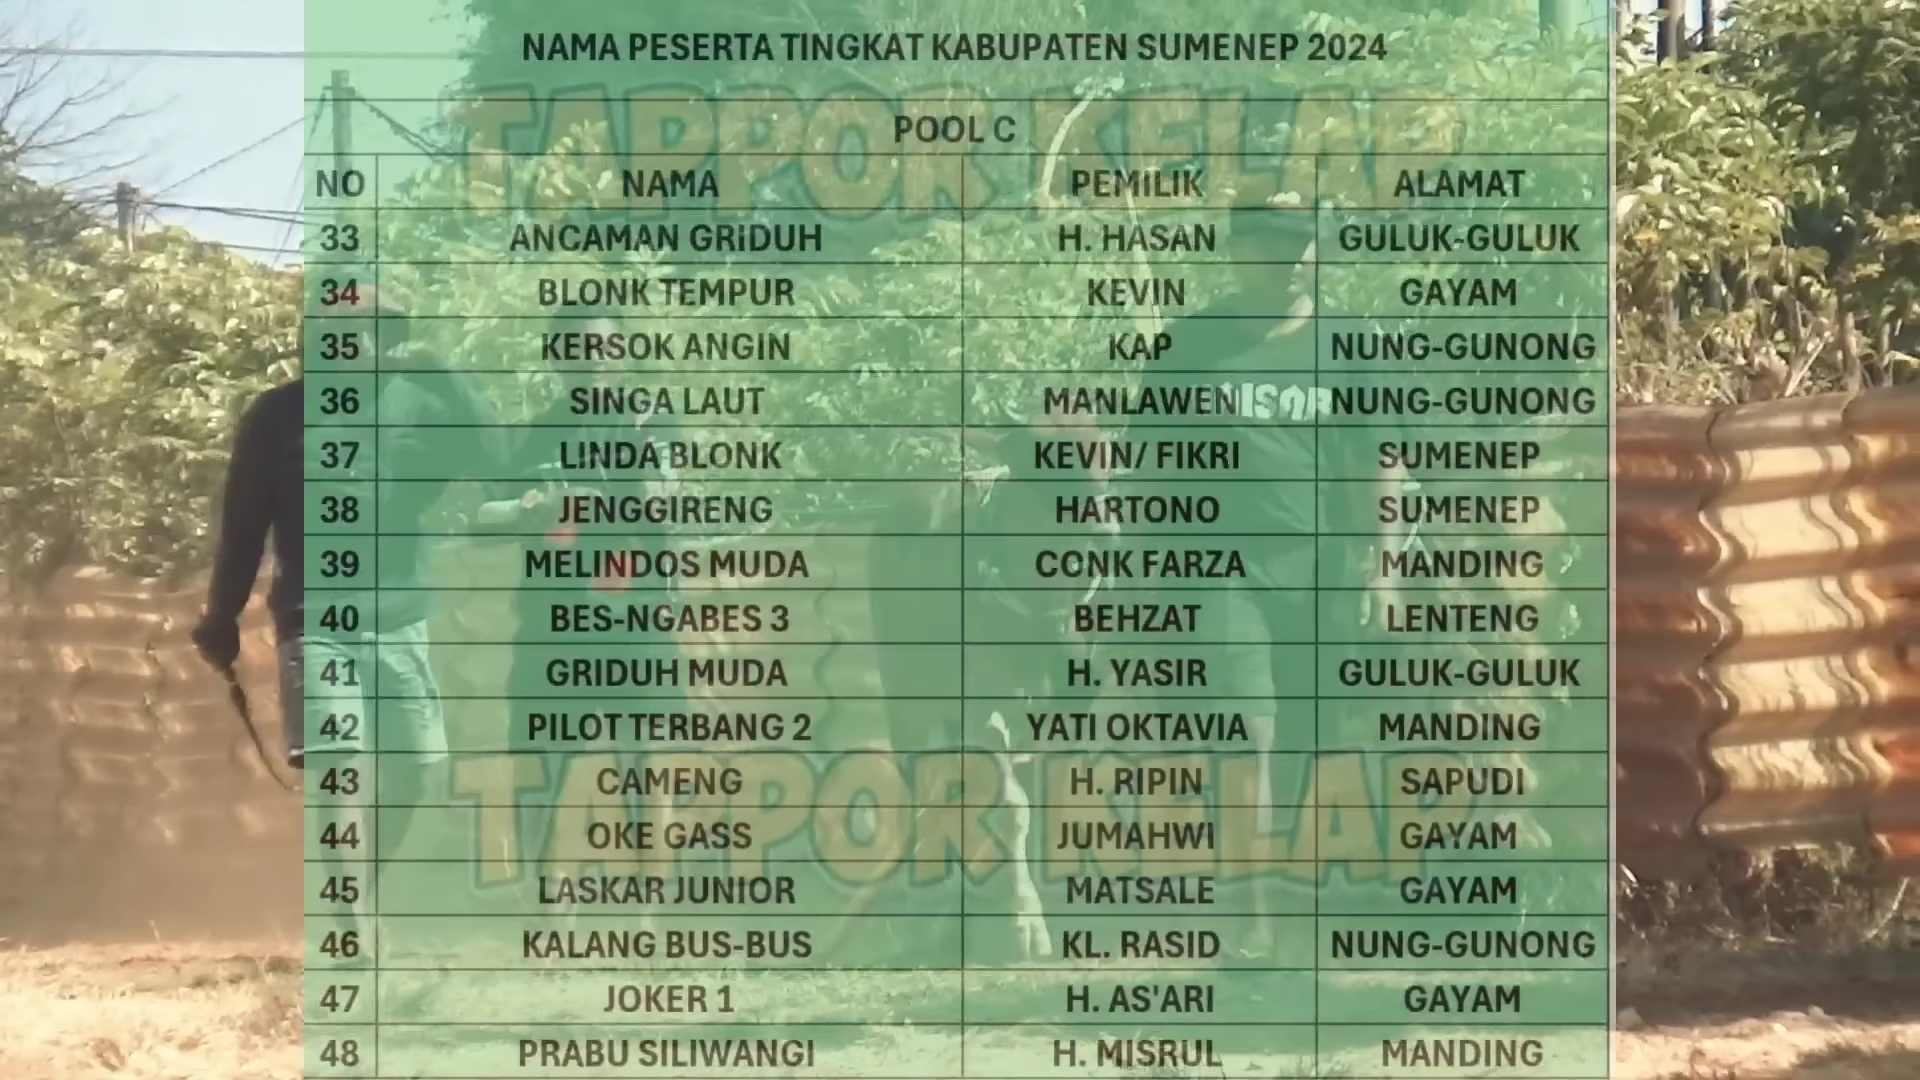 NAMA PESERTA TINGKAT KABUPATEN SUMENEP 2024
TAPPOR KELAP
POOL C
NO NAMA PEMILIK ALAMAT
33 ANCAMAN GRIDUH H. HASAN GULUK-GULUK
34 BLONK TEMPUR KEVIN GAYAM
35 KERSOK ANGIN KAP NUNG-GUNONG
36 SINGA LAUT MANLAWEN NUNG-GUNONG
37 LINDA BLONK KEVIN/ FIKRI SUMENEP
38 JENGGIRENG HARTONO SUMENEP
39 MELINDOS MUDA CONK FARZA MANDING
40 BES-NGABES 3 BEHZAT LENTENG
41 GRIDUH MUDA H. YASIR GULUK-GULUK
42 PILOT TERBANG 2 YATI OKTAVIA MANDING
43 CAMENG H. RIPIN SAPUDI
TAPPOR KELAP
44 OKE GASS JUMAHWI GAYAM
45 LASKAR JUNIOR MATSALE GAYAM
46 KALANG BUS-BUS KL. RASID NUNG-GUNONG
47 JOKER 1 H. AS'ARI GAYAM
48 PRABU SILIWANGI H. MISRUL MANDING